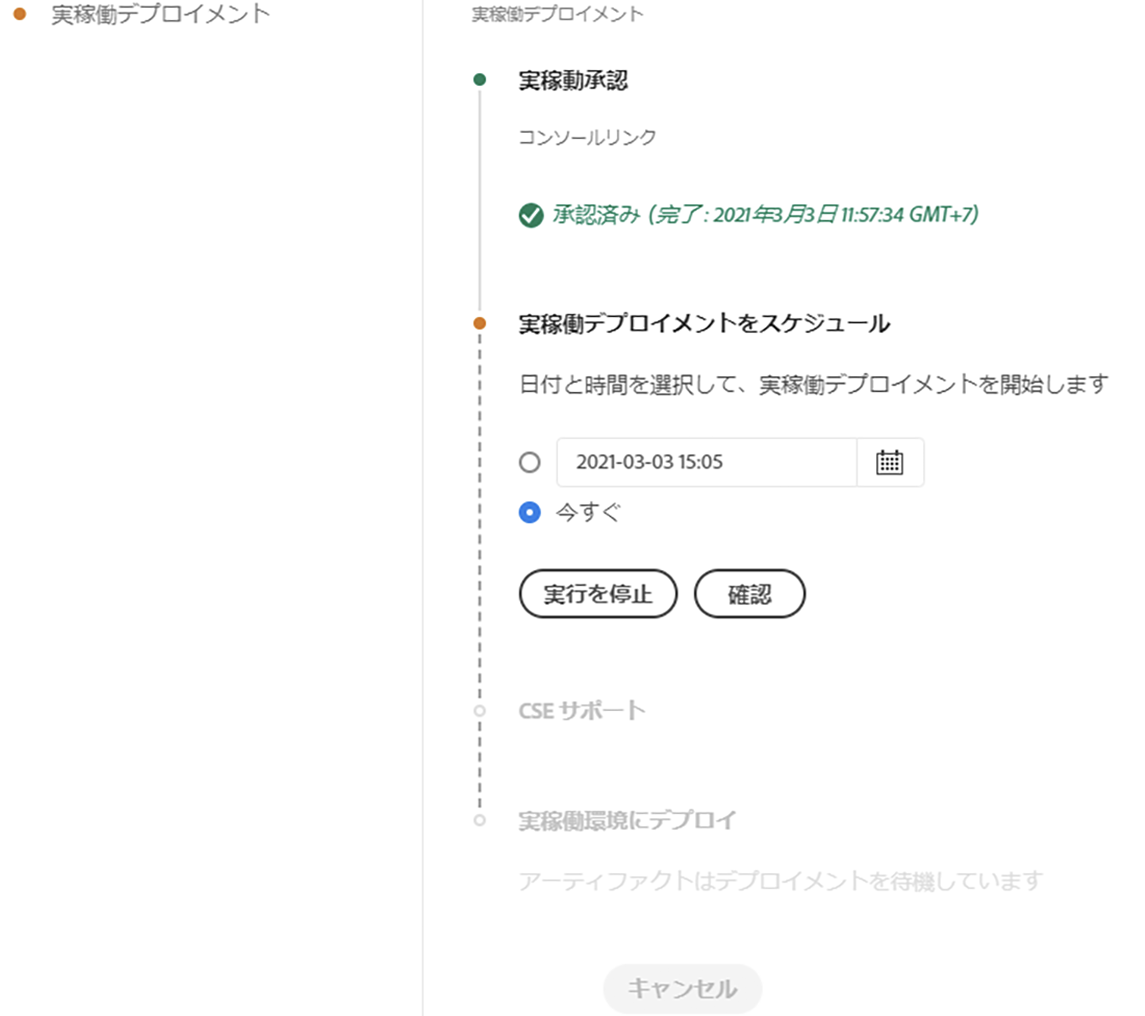 実稼働デプロイメント
実稼働デプロイメント
実稼動承認
コンソールリンク
承認済み (完了: 2021年3月3日 11:57:34 GMT+7)
実稼働デプロイメントをスケジュール
日付と時間を選択して、実稼働デプロイメントを開始します
2021-03-03 15:05
今すぐ
実行を停止 確認
CSE サポート
実稼働環境にデプロイ
アーティファクトはデプロイメントを待機しています
キャンセル